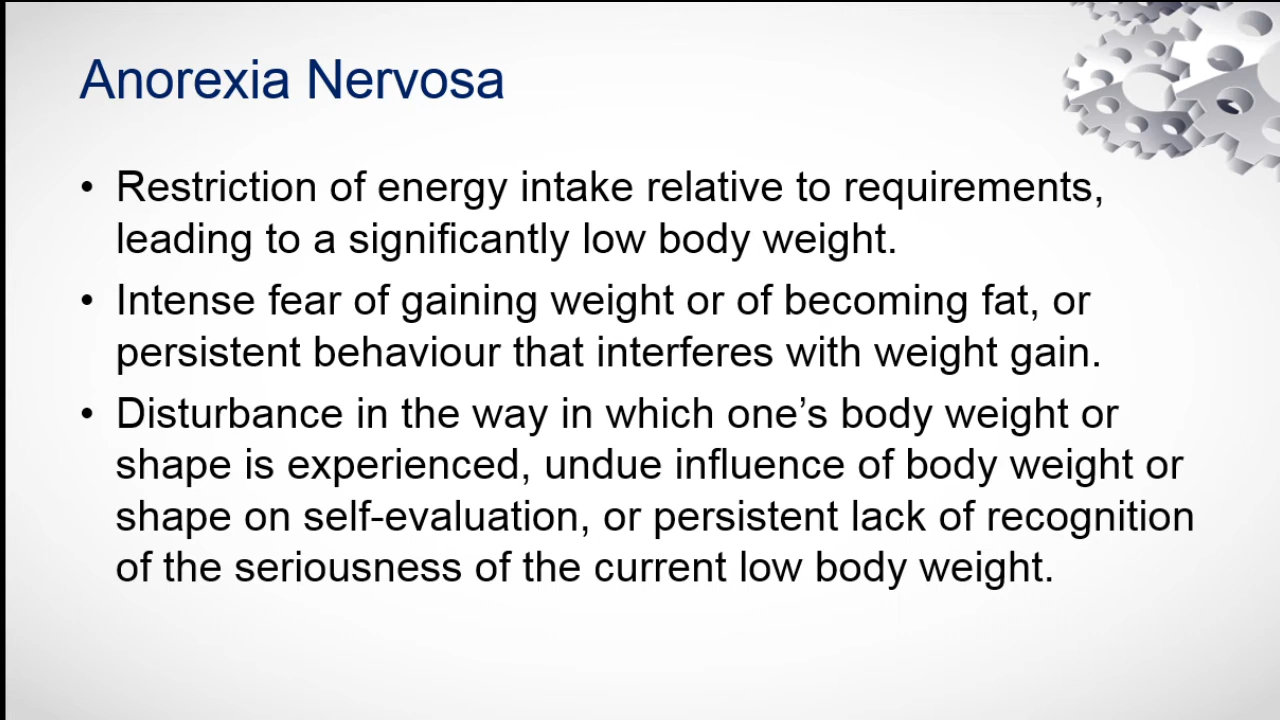 Anorexia Nervosa
• Restriction of energy intake relative to requirements,
leading to a significantly low body weight.
• Intense fear of gaining weight or of becoming fat, or
persistent behaviour that interferes with weight gain.
• Disturbance in the way in which one’s body weight or
shape is experienced, undue influence of body weight or
shape on self-evaluation, or persistent lack of recognition
of the seriousness of the current low body weight.